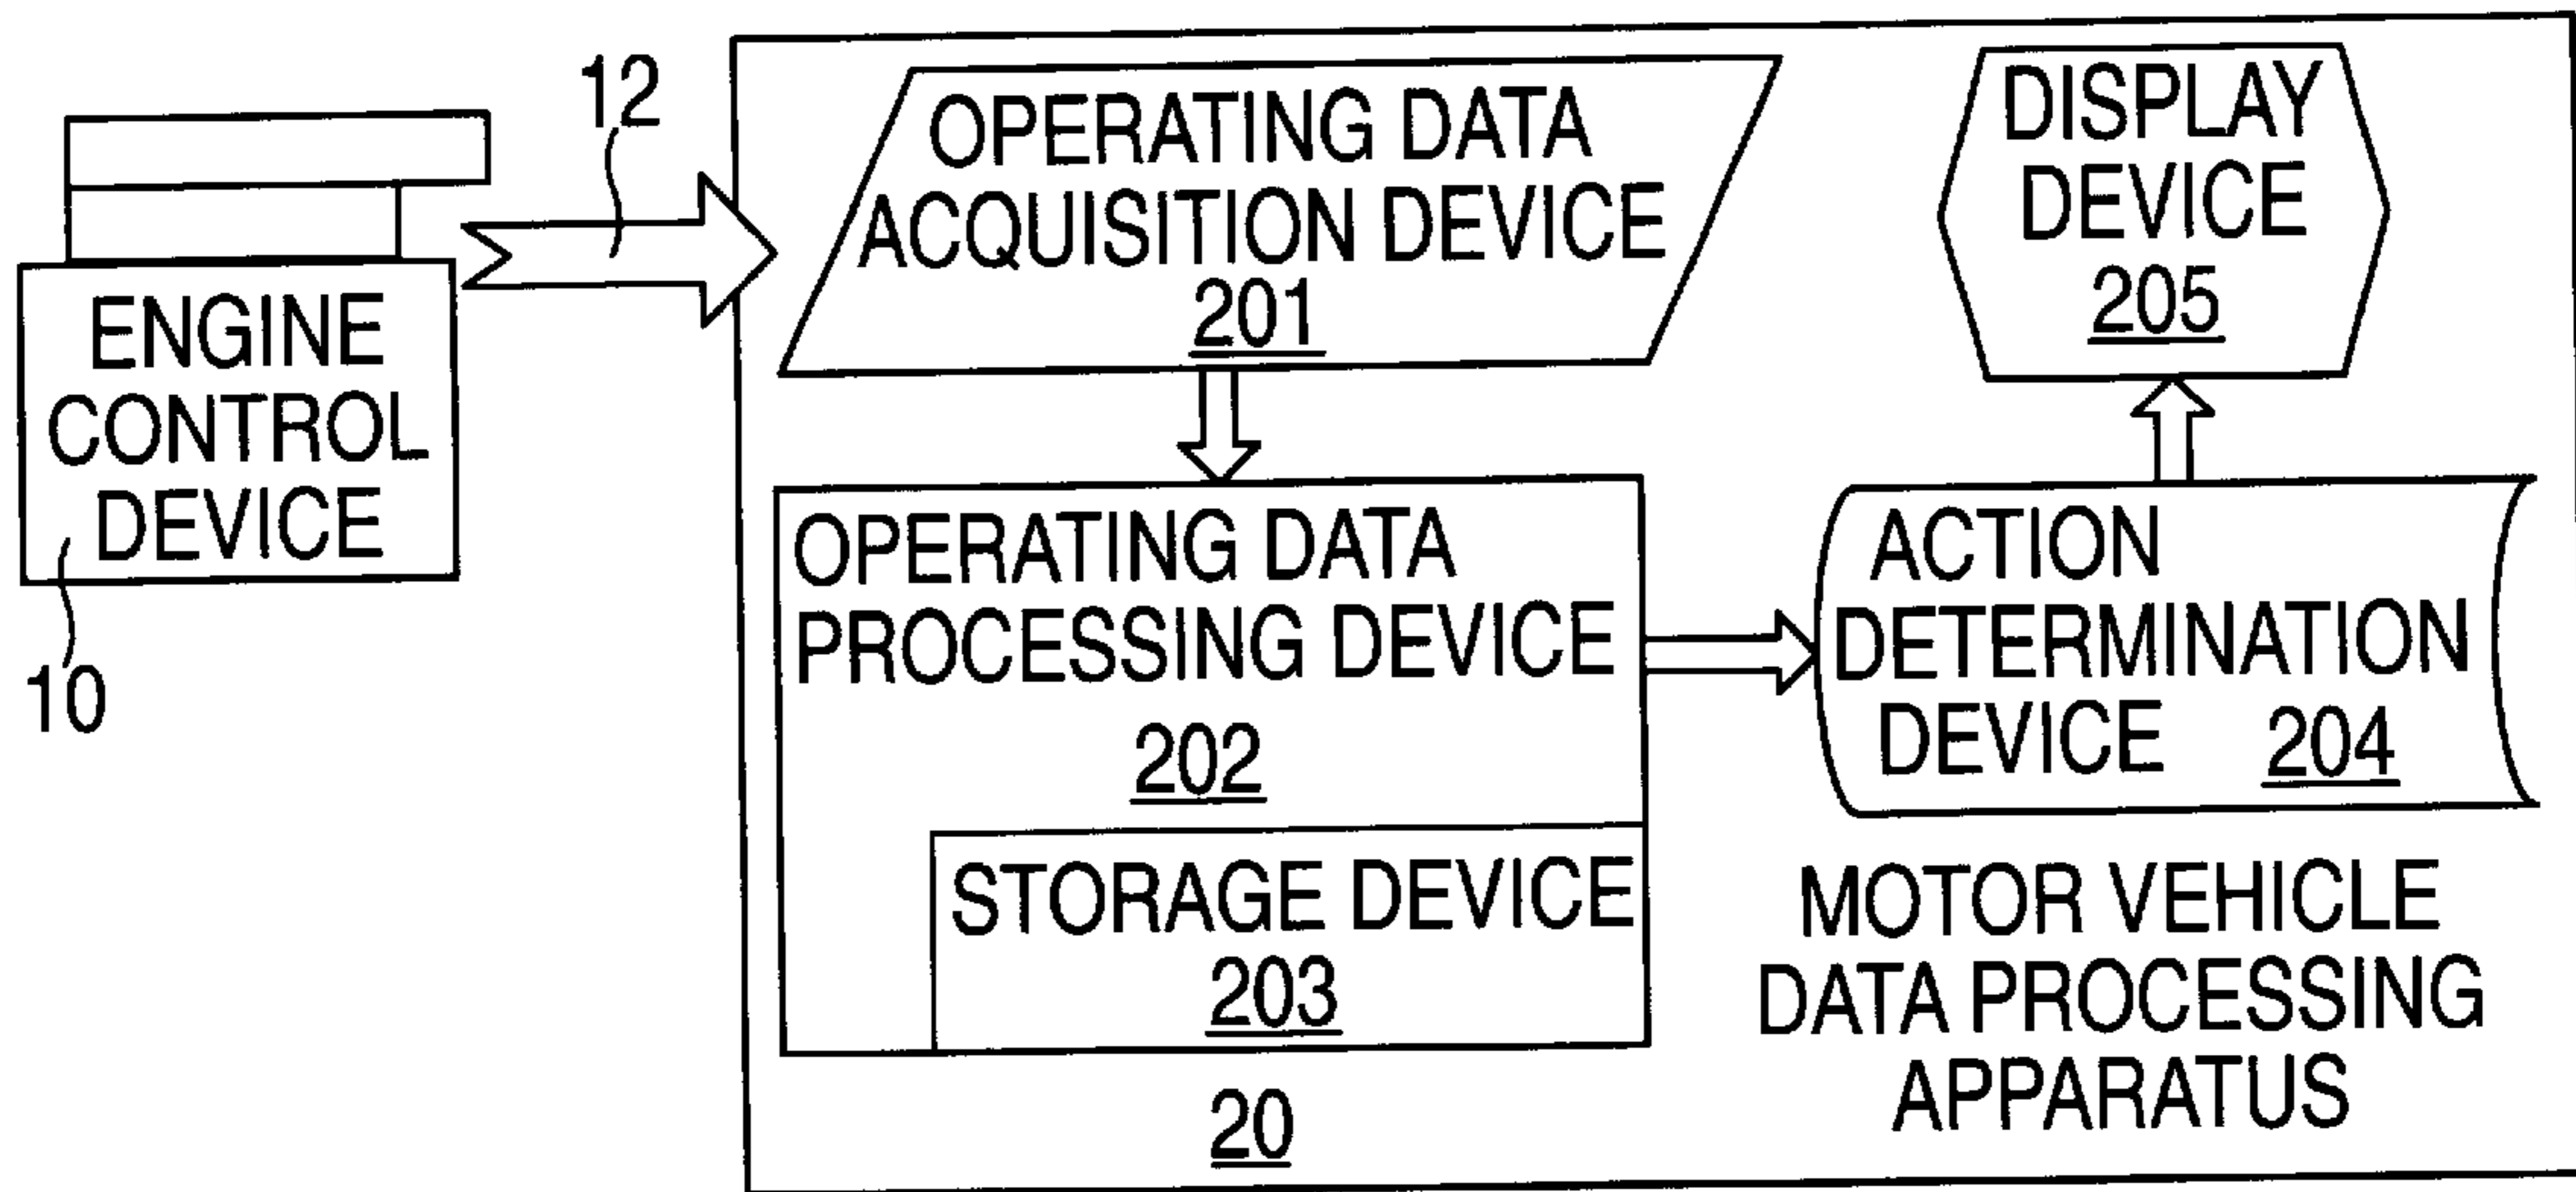 12
OPERATING DATA
ACQUISITION DEVICE
201
DISPLAY
DEVICE
205
ENGINE
CONTROL
DEVICE
10
OPERATING DATA
PROCESSING DEVICE
202
STORAGE DEVICE
203
ACTION
DETERMINATION
DEVICE 204
MOTOR VEHICLE
DATA PROCESSING
APPARATUS
20